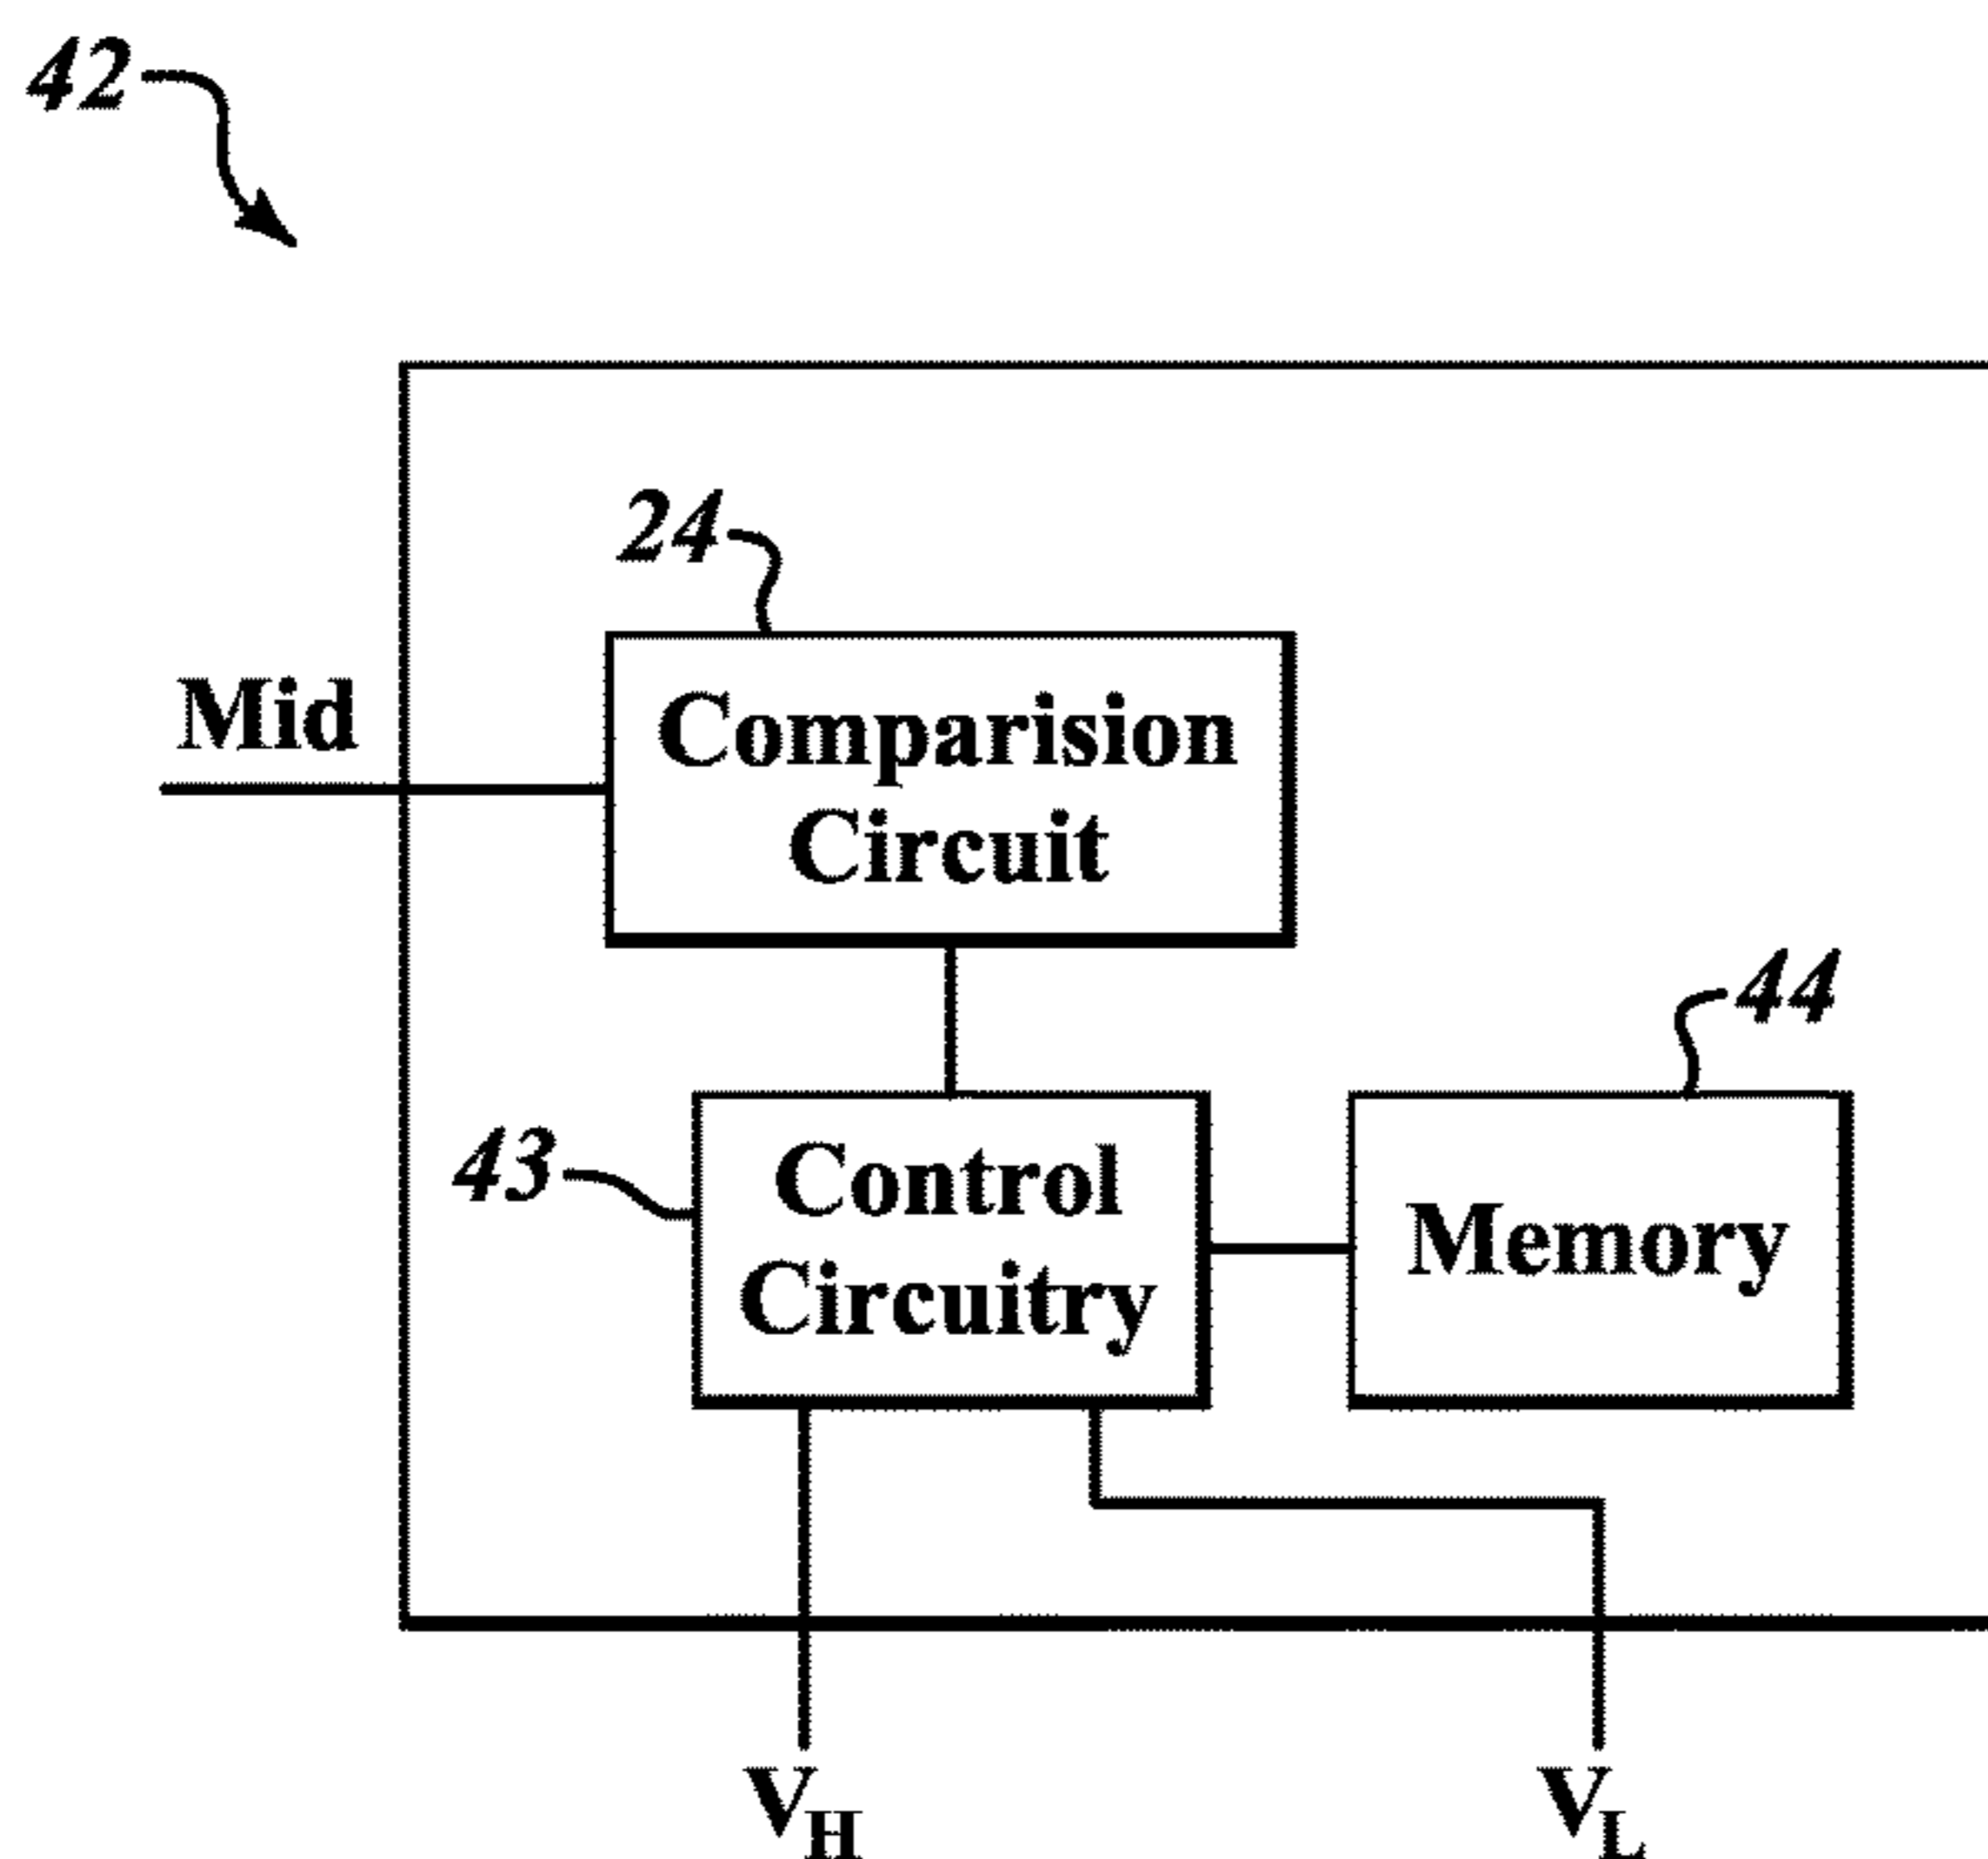 42
24
Mid
Comparision
Circuit
44
43
Control
Circuitry
Memory
VH
VL